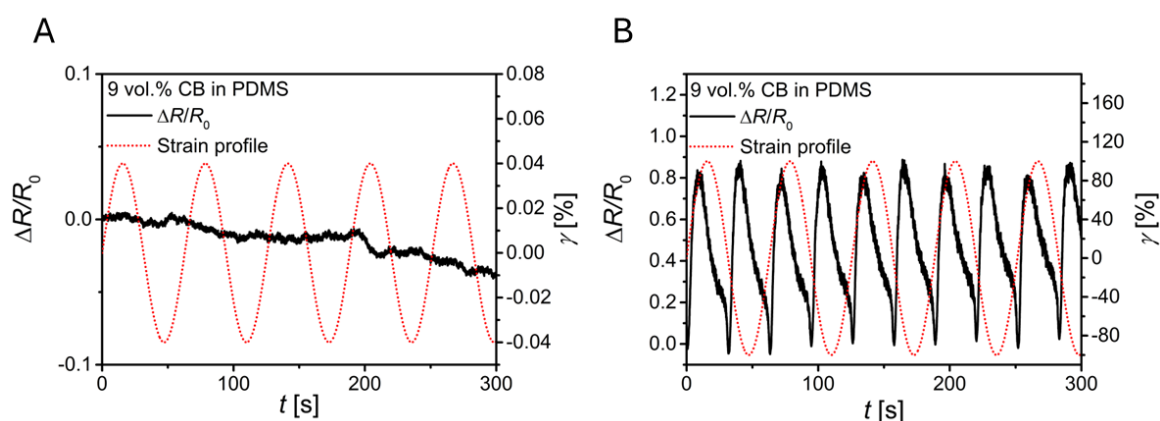 A
9 vol.% CB in PDMS
ΔR/R0
Strain profile
0.1
0.0
-0.1
ΔR/R0
0.08
0.06
0.04
0.02
0.00
-0.02
-0.04
γ [%]
0
100
200
300
t [s]
B
9 vol.% CB in PDMS
ΔR/R0
Strain profile
1.2
1.0
0.8
0.6
0.4
0.2
0.0
ΔR/R0
160
120
80
40
0
-40
-80
γ [%]
0
50
100
150
200
250
300
t [s]